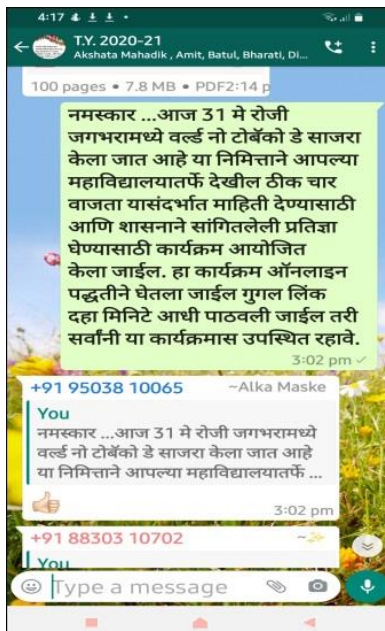 4:17
T.Y. 2020-21
Akshata Mahadik, Amit, Batul, Bharati, Di...
100 pages • 7.8 MB • PDF2:14 p
नमस्कार ...आज 31 मे रोजी
जगभरामध्ये वर्ल्ड नो टोबॅको डे साजरा
केला जात आहे या निमित्ताने आपल्या
महाविद्यालयातर्फे देखील ठीक चार
वाजता यासंदर्भात माहिती देण्यासाठी
आणि शासनाने सांगितलेली प्रतिज्ञा
घेण्यासाठी कार्यक्रम आयोजित
केला जाईल. हा कार्यक्रम ऑनलाइन
पद्धतीने घेतला जाईल गुगल लिंक
दहा मिनिटे आधी पाठवली जाईल तरी
सर्वांनी या कार्यक्रमास उपस्थित रहावे.
3:02 pm
+91 95038 10065 ~Alka Maske
You
नमस्कार ...आज 31 मे रोजी जगभरामध्ये
वर्ल्ड नो टोबॅको डे साजरा केला जात आहे
या निमित्ताने आपल्या महाविद्यालयातर्फे ...
3:02 pm
+91 88303 10702 ~
You
Type a message